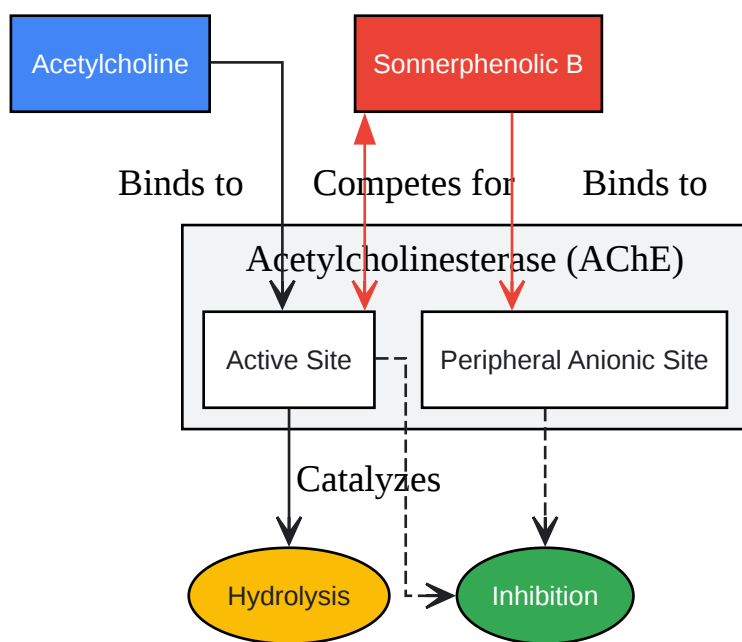 Acetylcholine
Sonnerphenolic B
Binds to
Competes for
Binds to
Acetylcholinesterase (AChE)
Active Site
Peripheral Anionic Site
Catalyzes
Hydrolysis
Inhibition